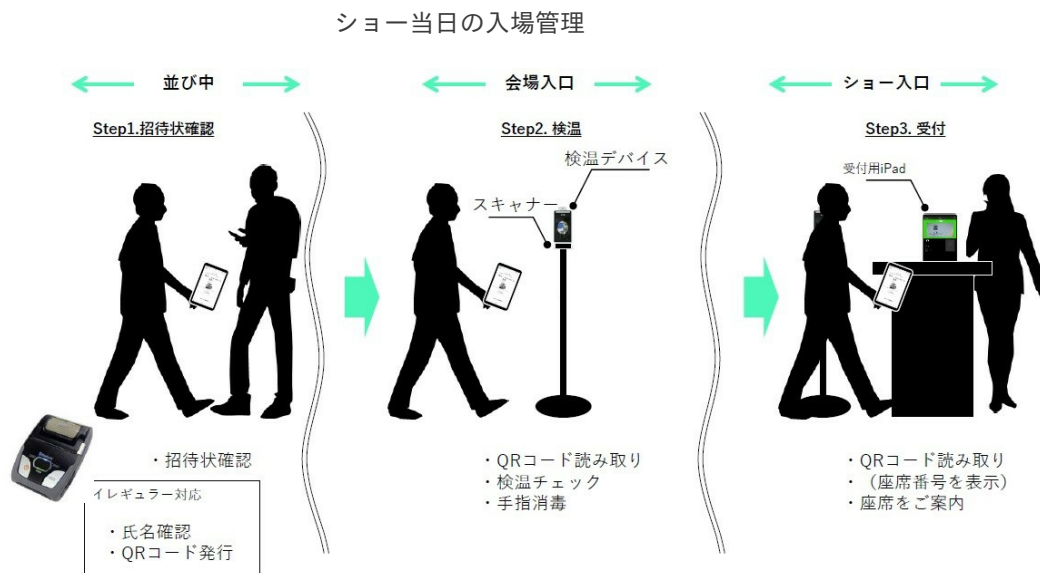 ショー当日の入場管理
並び中
Step1.招待状確認
・招待状確認
イレギュラー対応
・氏名確認
・QRコード発行
会場入口
Step2. 検温
検温デバイス
スキャナー
・QRコード読み取り
・検温チェック
・手指消毒
ショー入口
Step3. 受付
受付用iPad
・QRコード読み取り
・（座席番号を表示）
・座席をご案内